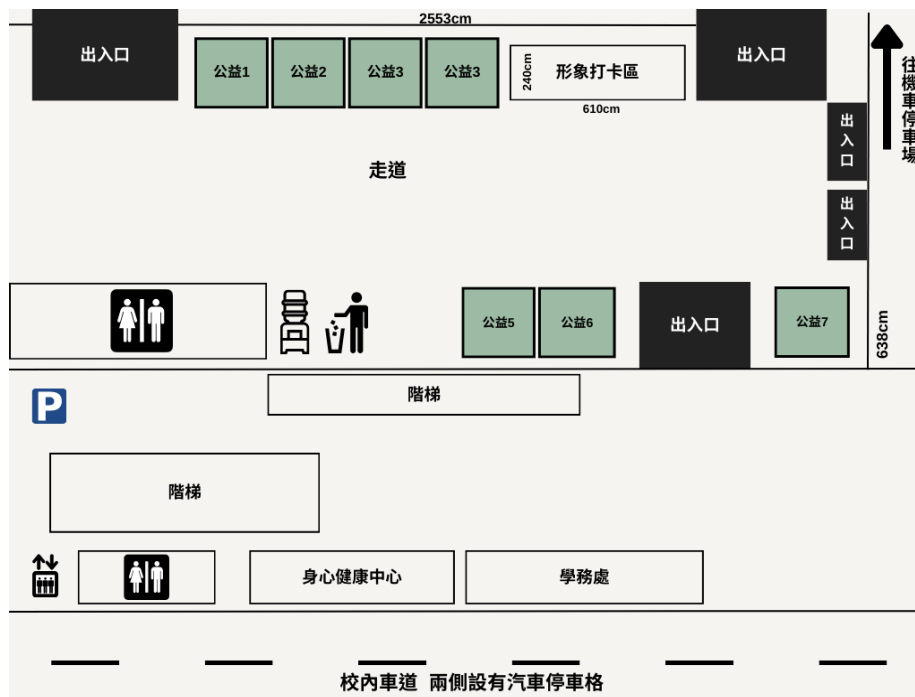 2553cm
出入口
公益1
公益2
公益3
公益3
240cm
形象打卡區
610cm
出入口
往機車停車場
出入口
走道
出入口
公益5
公益6
出入口
公益7
638cm
階梯
P
階梯
身心健康中心
學務處
校內車道 兩側設有汽車停車格